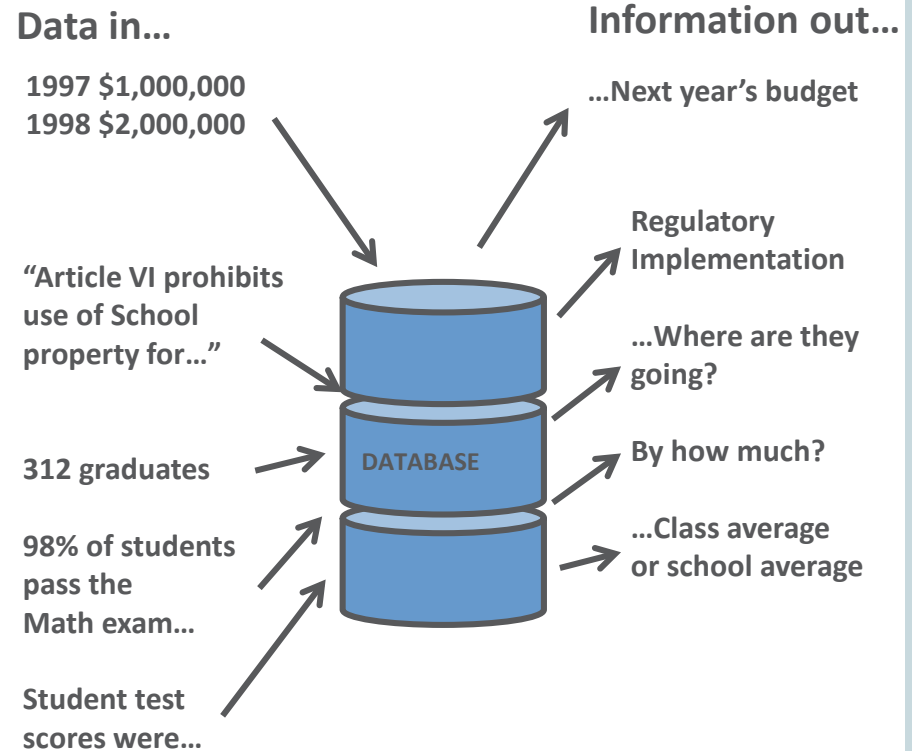 Data in…
1997 $1,000,000
1998 $2,000,000
“Article VI prohibits
use of School
property for…”
312 graduates
98% of students
pass the
Math exam…
Student test
scores were…
DATABASE
Information out…
…Next year’s budget
Regulatory
Implementation
…Where are they
going?
By how much?
…Class average
or school average